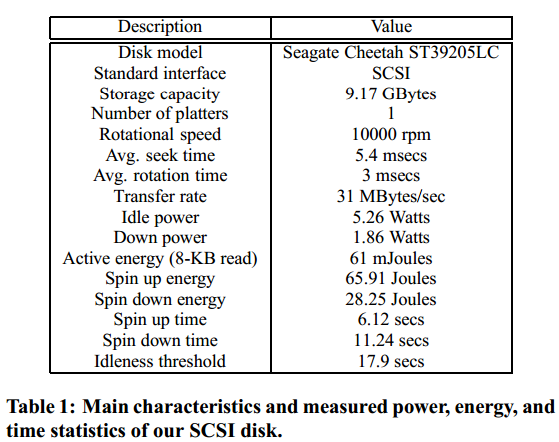 Description Value
Disk model Seagate Cheetah ST39205LC
Standard interface SCSI
Storage capacity 9.17 GBytes
Number of platters 1
Rotational speed 10000 rpm
Avg. seek time 5.4 msecs
Avg. rotation time 3 msecs
Transfer rate 31 MBytes/sec
Idle power 5.26 Watts
Down power 1.86 Watts
Active energy (8-KB read) 61 mJoules
Spin up energy 65.91 Joules
Spin down energy 28.25 Joules
Spin up time 6.12 secs
Spin down time 11.24 secs
Idleness threshold 17.9 secs
Table 1: Main characteristics and measured power, energy, and
time statistics of our SCSI disk.